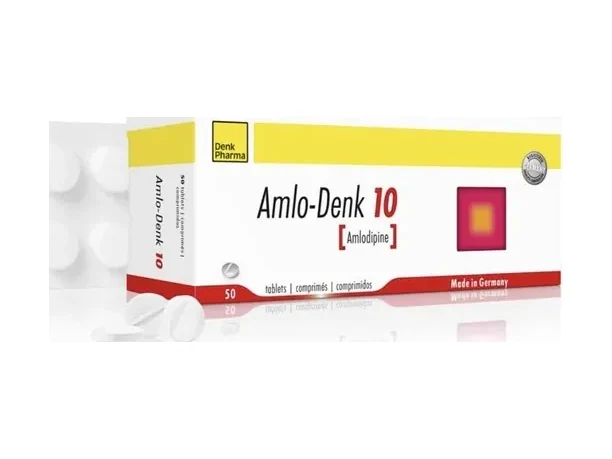 Denk
Pharma
Amlo-Denk 10
[Amlodipine]
50
tablets | comprimés | comprimidos
Made in Germany
50 tablets | comprimés |
comprimidos
Amlo-Denk 10